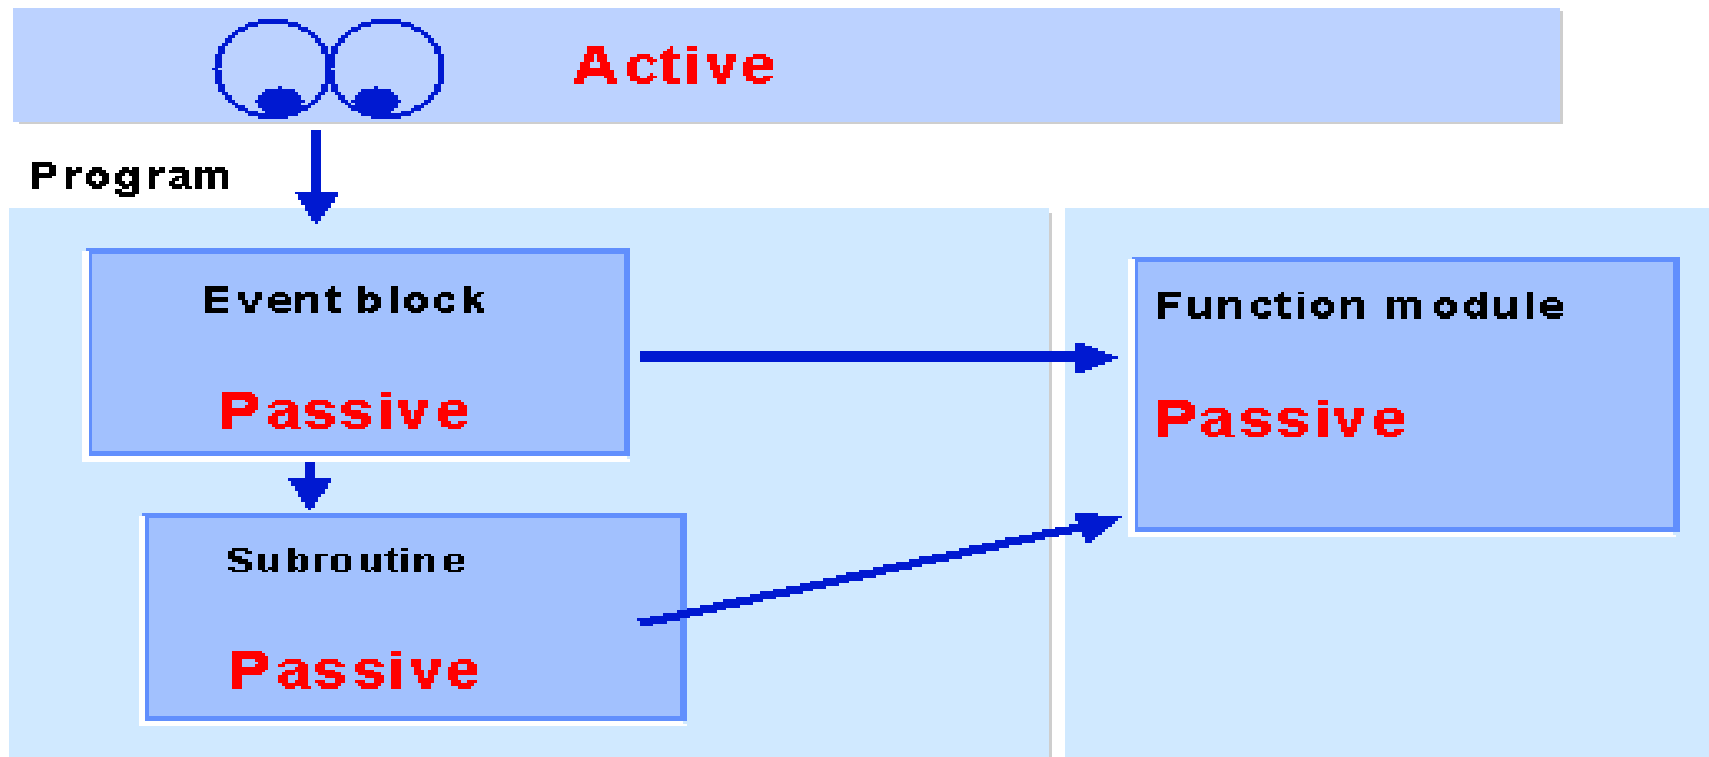 Active
Program
Event block
Passive
Function module
Passive
Subroutine
Passive